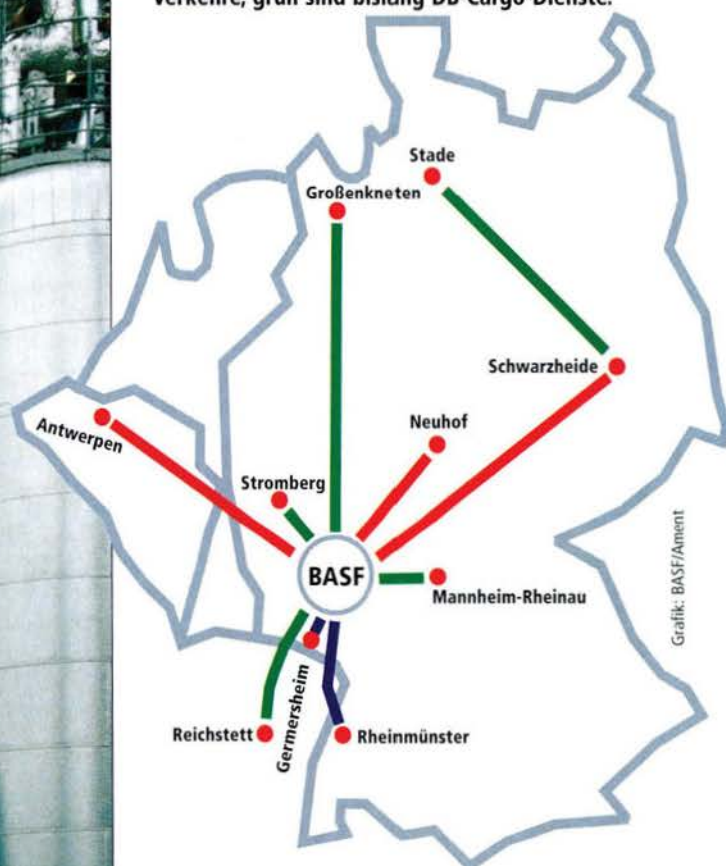 Verkehre, grün sind bislang DB-Cargo-Dienste.
Stade
Großenkneten
Schwarzheide
Antwerpen
Neuhof
Stromberg
BASF
Mannheim-Rheinau
Grafik: BASF/Ament
Germersheim
Reichstett
Rheinmünster